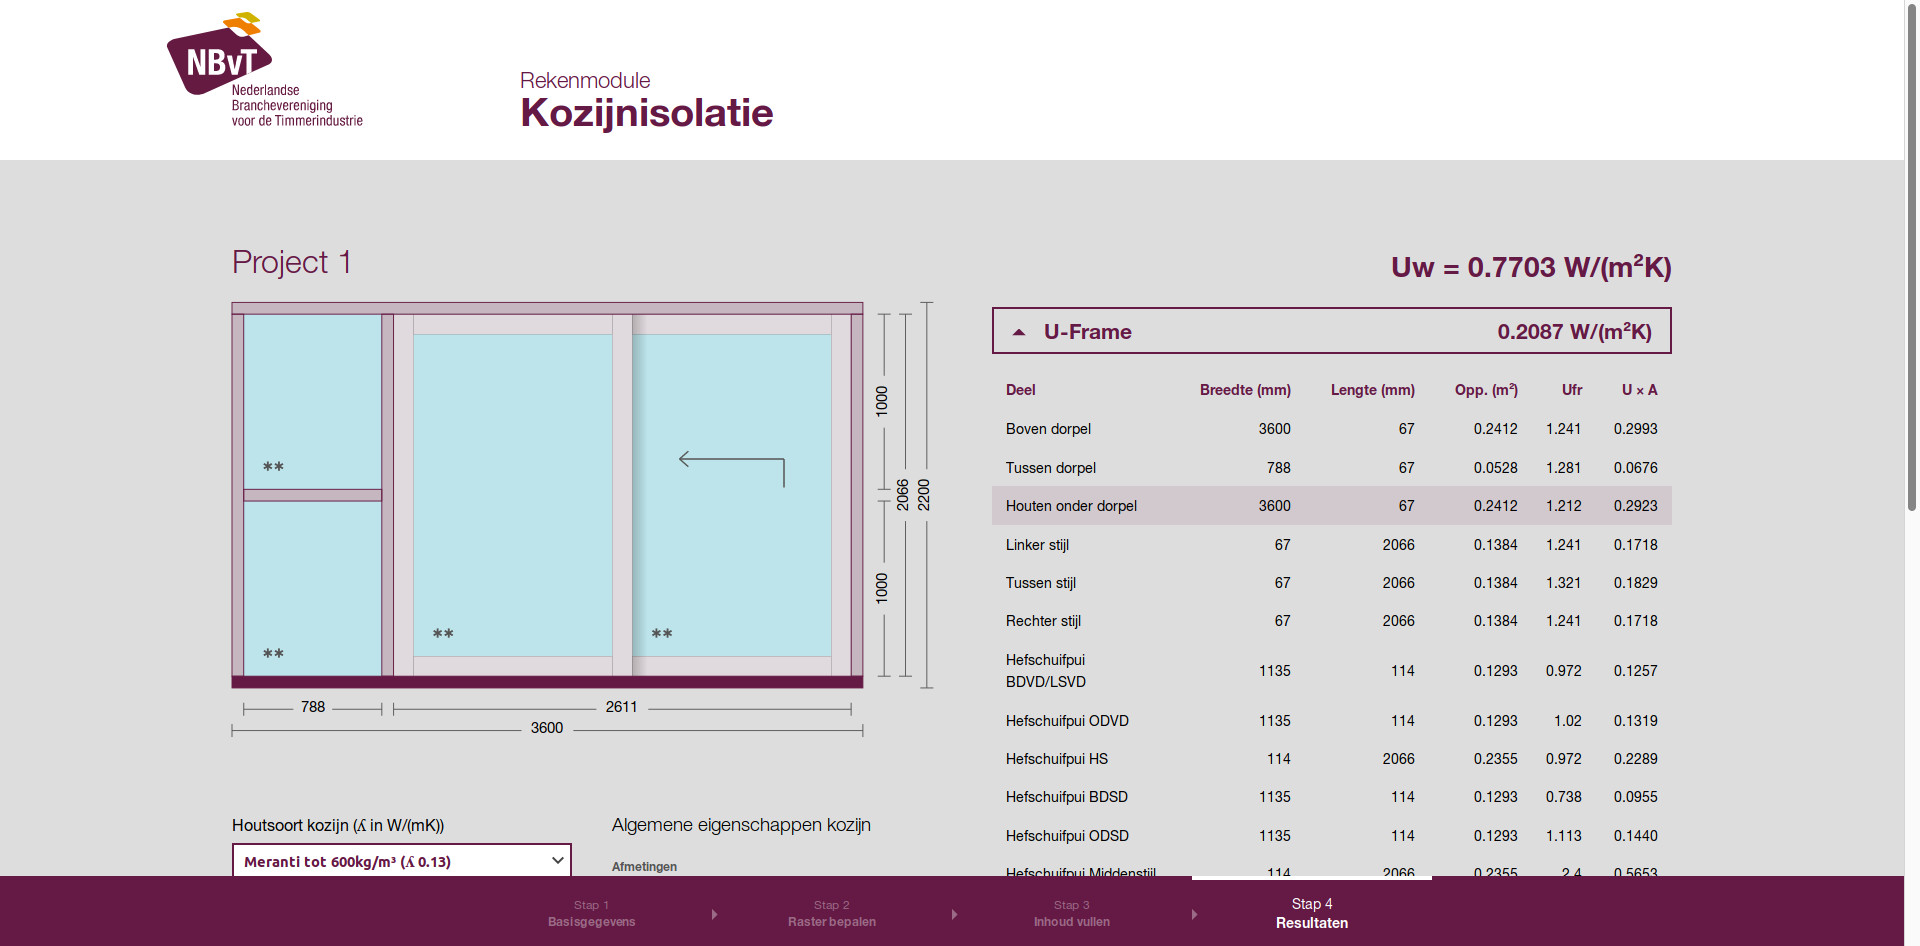 NBvT
Nederlandse
Branchevereniging
voor de Timmerindustrie
Rekenmodule
Kozijnisolatie
Project 1
**
**
**
**
1000
1000
2066
2200
788
2611
3600
Houtsoort kozijn (ʎ in W/(mK))
Meranti tot 600kg/m³ (ʎ 0.13)
Algemene eigenschappen kozijn
Afmetingen
Uw = 0.7703 W/(m²K)
U-Frame 0.2087 W/(m²K)
Deel Breedte (mm) Lengte (mm) Opp. (m²) Ufr U × A
Boven dorpel 3600 67 0.2412 1.241 0.2993
Tussen dorpel 788 67 0.0528 1.281 0.0676
Houten onder dorpel 3600 67 0.2412 1.212 0.2923
Linker stijl 67 2066 0.1384 1.241 0.1718
Tussen stijl 67 2066 0.1384 1.321 0.1829
Rechter stijl 67 2066 0.1384 1.241 0.1718
Hefschuifpui
BDVD/LSVD 1135 114 0.1293 0.972 0.1257
Hefschuifpui ODVD 1135 114 0.1293 1.02 0.1319
Hefschuifpui HS 114 2066 0.2355 0.972 0.2289
Hefschuifpui BDSD 1135 114 0.1293 0.738 0.0955
Hefschuifpui ODSD 1135 114 0.1293 1.113 0.1440
Hefschuifpui Middenstijl 114 2066 0.2355 2.4 0.5653
Stap 1
Basisgegevens
Stap 2
Raster bepalen
Stap 3
Inhoud vullen
Stap 4
Resultaten